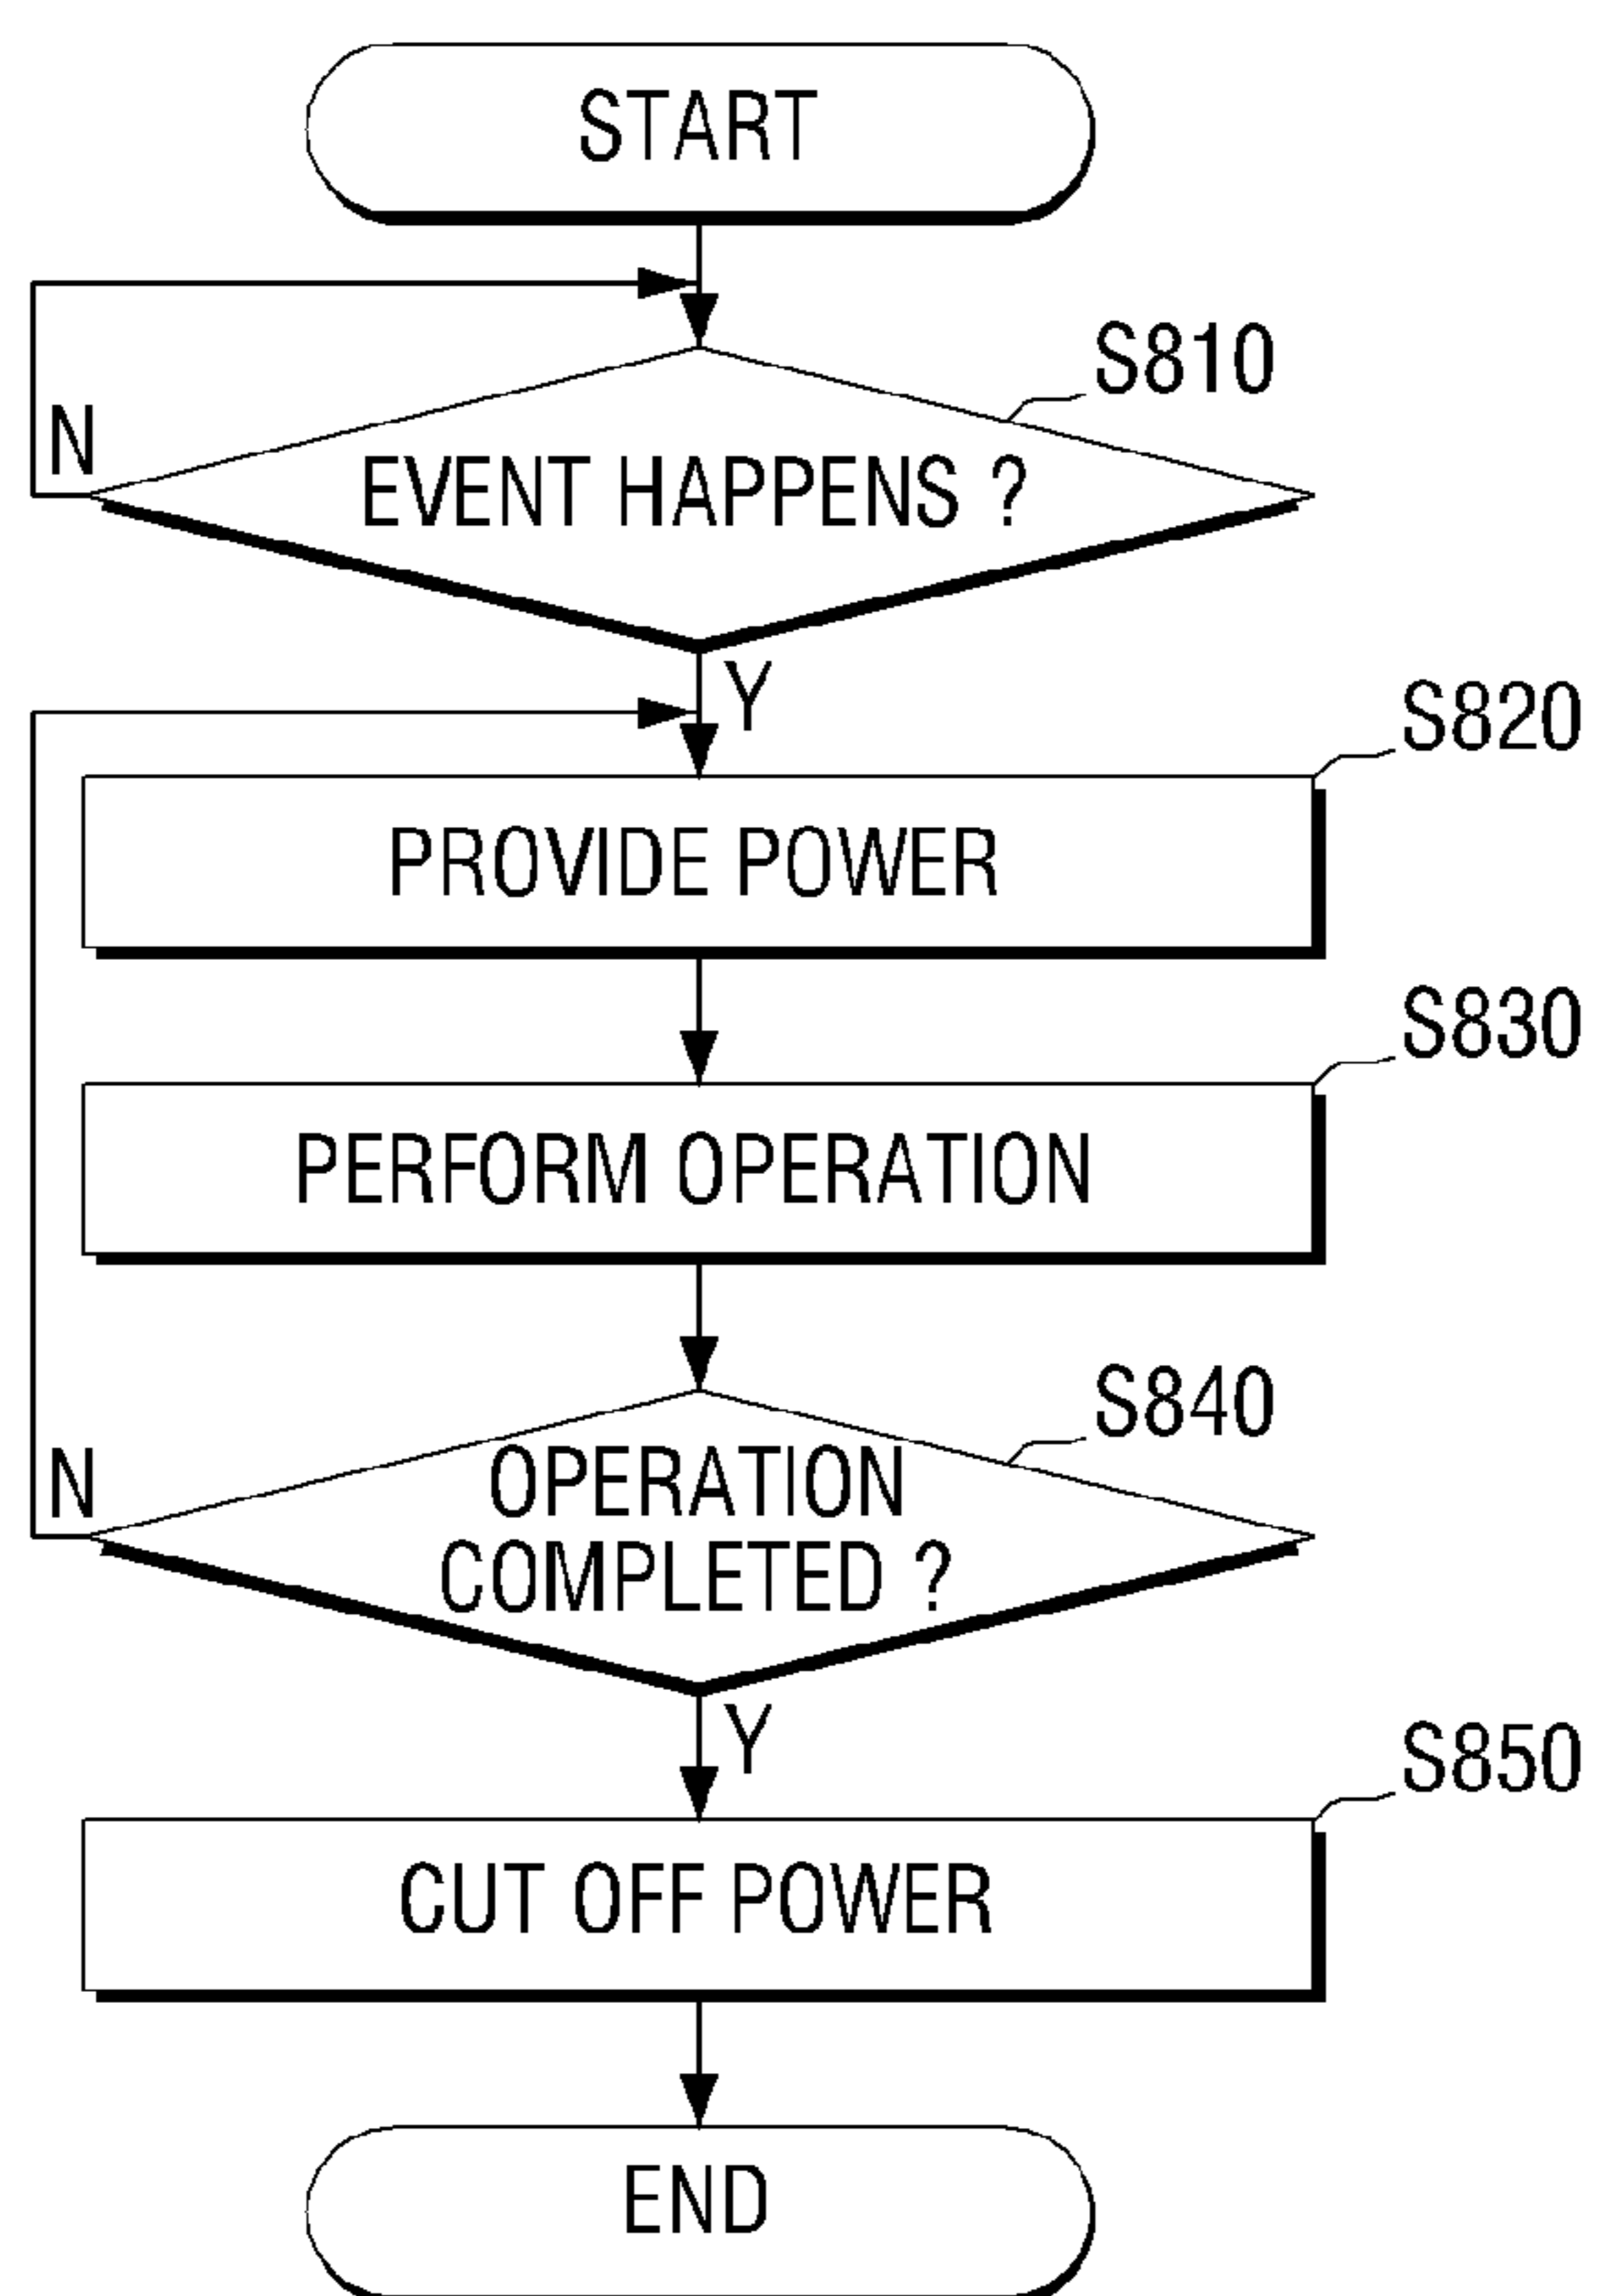 START
S810
N
EVENT HAPPENS ?
Y
S820
PROVIDE POWER
S830
PERFORM OPERATION
S840
N
OPERATION
COMPLETED ?
Y
S850
CUT OFF POWER
END